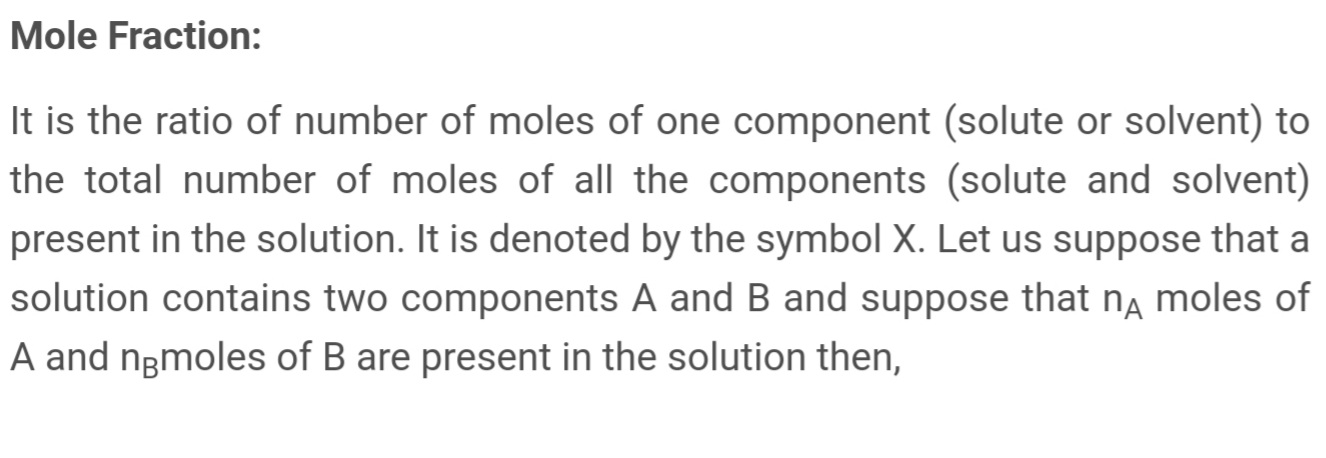 Mole Fraction:
It is the ratio of number of moles of one component (solute or solvent) to
the total number of moles of all the components (solute and solvent)
present in the solution. It is denoted by the symbol X. Let us suppose that a
solution contains two components A and B and suppose that nA moles of
A and nBmoles of B are present in the solution then,